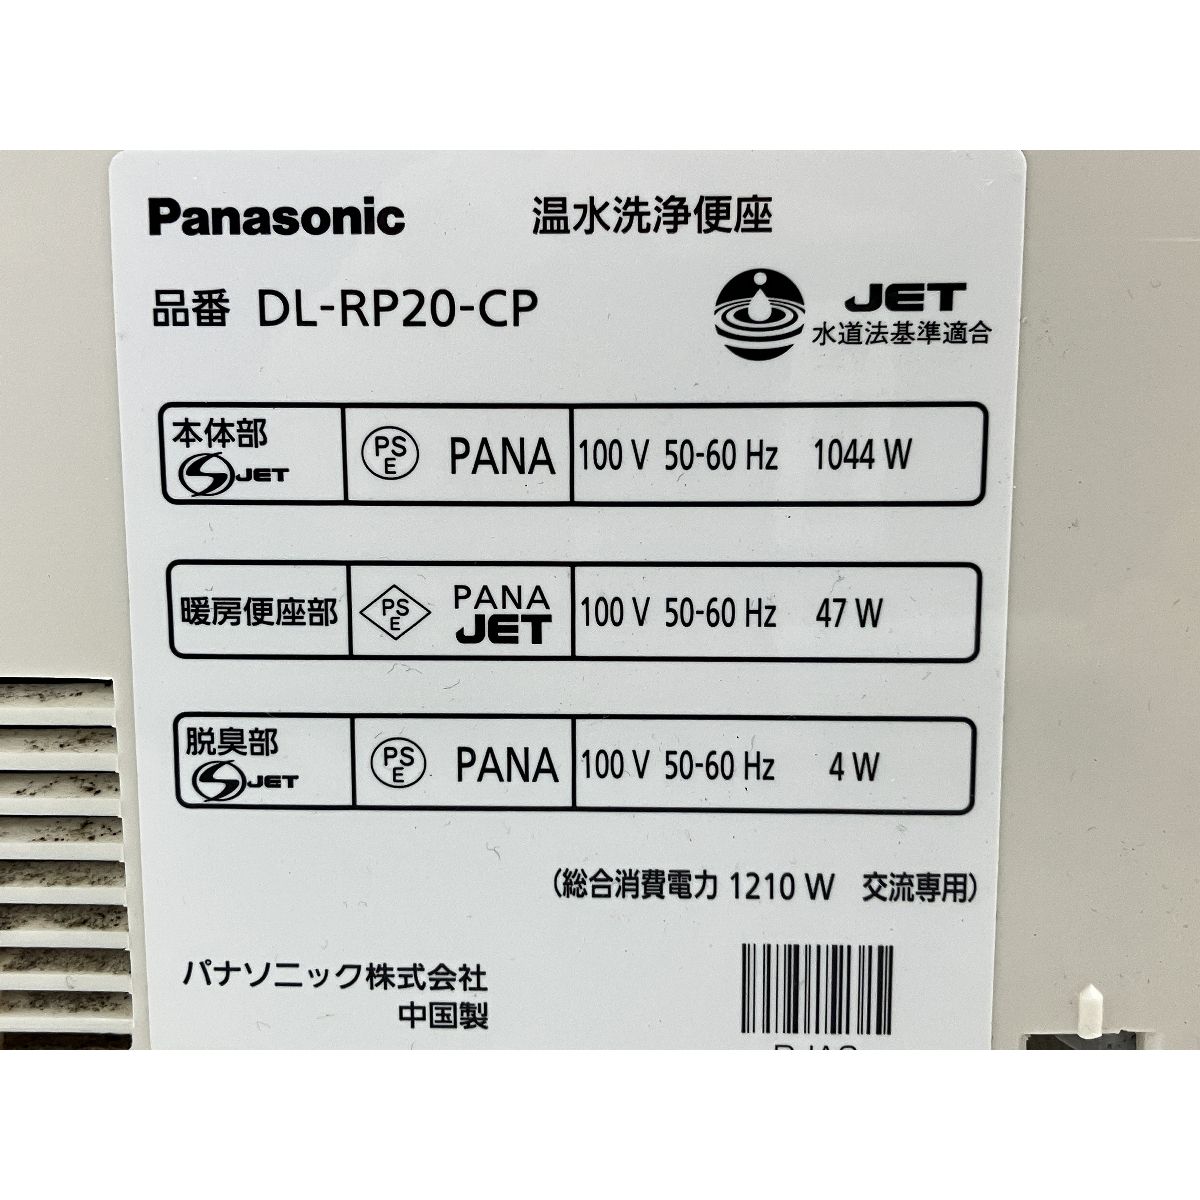 Panasonic 温水洗浄便座
品番 DL-RP20-CP
JET
水道法基準適合
本体部
S JET
PS
E
PANA
100 V 50-60 Hz 1044 W
暖房便座部
PS
E
PANA
JET
100 V 50-60 Hz 47 W
脱臭部
S JET
PS
E
PANA
100 V 50-60 Hz 4 W
(総合消費電力 1210 W 交流専用)
パナソニック株式会社
中国製